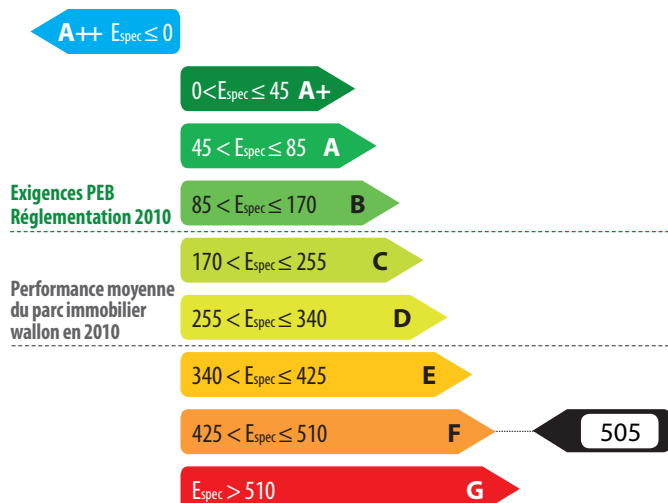 A++ Espec ≤ 0
0<Espec ≤ 45 A+
45 < Espec ≤ 85 A
Exigences PEB
Réglementation 2010
85 < Espec ≤ 170 B
170 < Espec ≤ 255 C
Performance moyenne
du parc immobilier
wallon en 2010
255 < Espec ≤ 340 D
340 < Espec ≤ 425 E
425 < Espec ≤ 510 F
505
Espec > 510 G